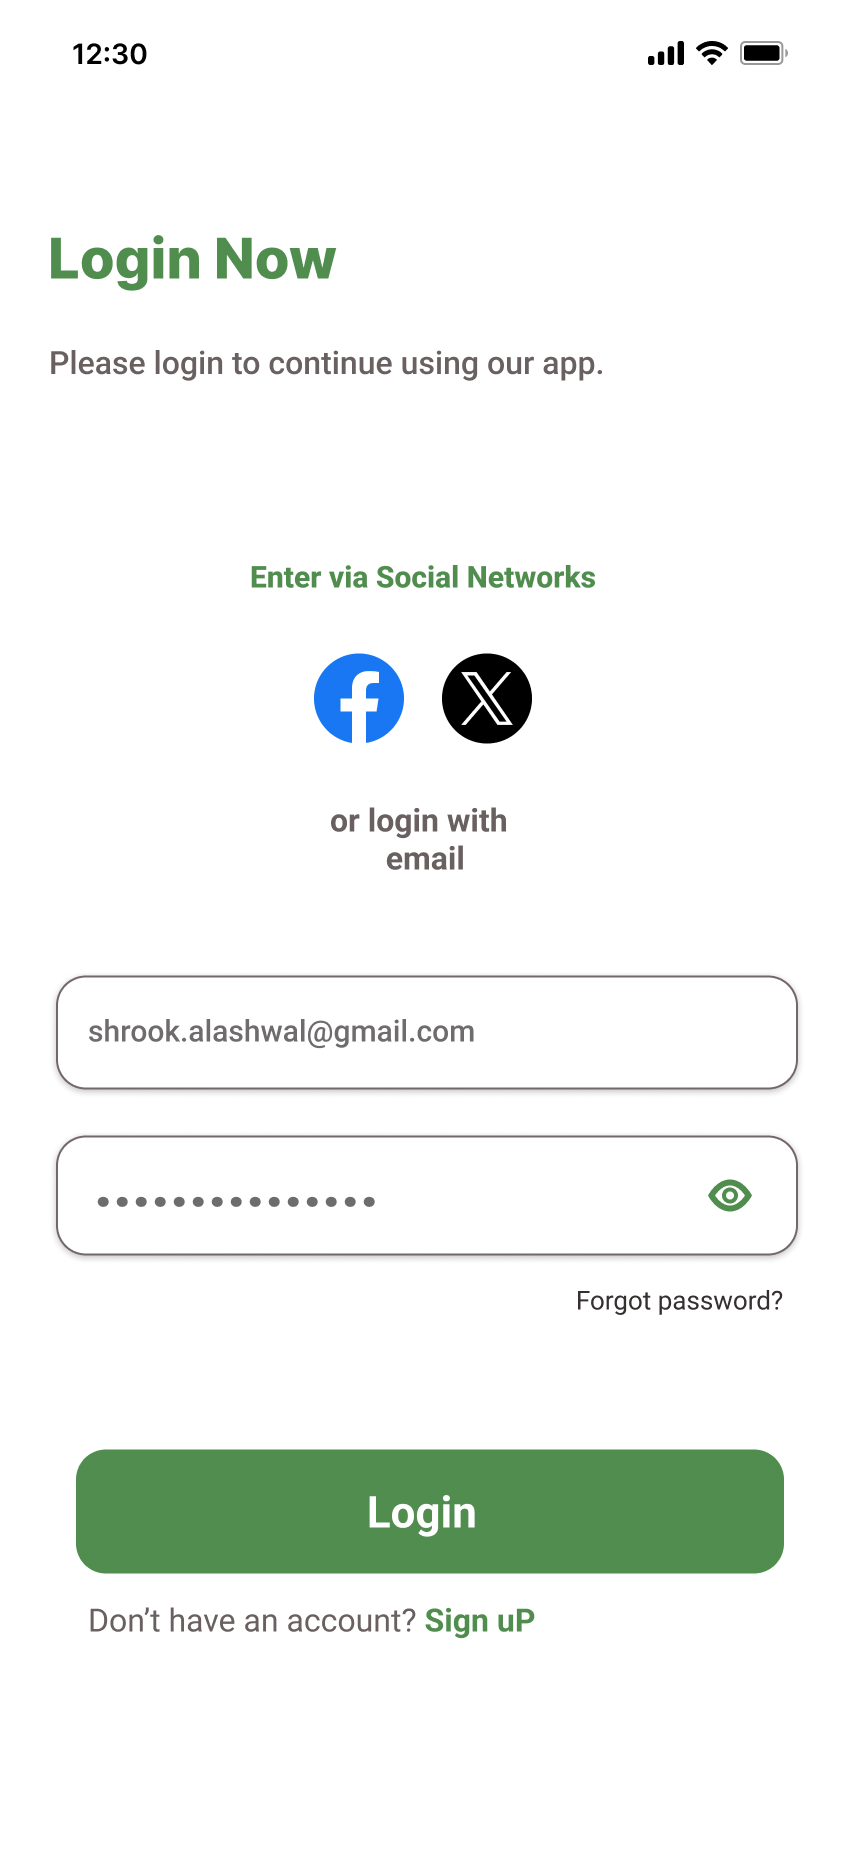 12:30
Login Now
Please login to continue using our app.
Enter via Social Networks
or login with
email
shrook.alashwal@gmail.com
Forgot password?
Login
Don’t have an account? Sign uP